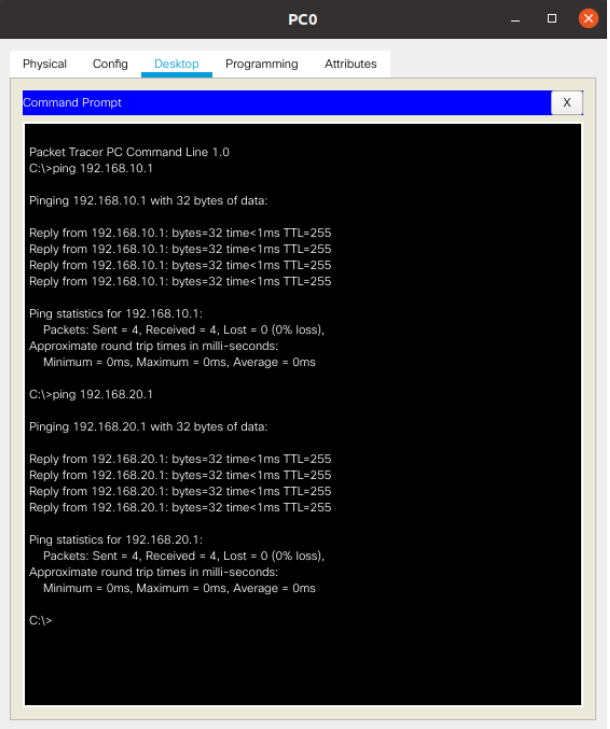 PC0
Physical Config Desktop Programming Attributes
Command Prompt X
Packet Tracer PC Command Line 1.0
C:\>ping 192.168.10.1
Pinging 192.168.10.1 with 32 bytes of data:
Reply from 192.168.10.1: bytes=32 time<1ms TTL=255
Reply from 192.168.10.1: bytes=32 time<1ms TTL=255
Reply from 192.168.10.1: bytes=32 time<1ms TTL=255
Reply from 192.168.10.1: bytes=32 time<1ms TTL=255
Ping statistics for 192.168.10.1:
Packets: Sent = 4, Received = 4, Lost = 0 (0% loss),
Approximate round trip times in milli-seconds:
Minimum = 0ms, Maximum = 0ms, Average = 0ms
C:\>ping 192.168.20.1
Pinging 192.168.20.1 with 32 bytes of data:
Reply from 192.168.20.1: bytes=32 time<1ms TTL=255
Reply from 192.168.20.1: bytes=32 time<1ms TTL=255
Reply from 192.168.20.1: bytes=32 time<1ms TTL=255
Reply from 192.168.20.1: bytes=32 time<1ms TTL=255
Ping statistics for 192.168.20.1:
Packets: Sent = 4, Received = 4, Lost = 0 (0% loss),
Approximate round trip times in milli-seconds:
Minimum = 0ms, Maximum = 0ms, Average = 0ms
C:\>